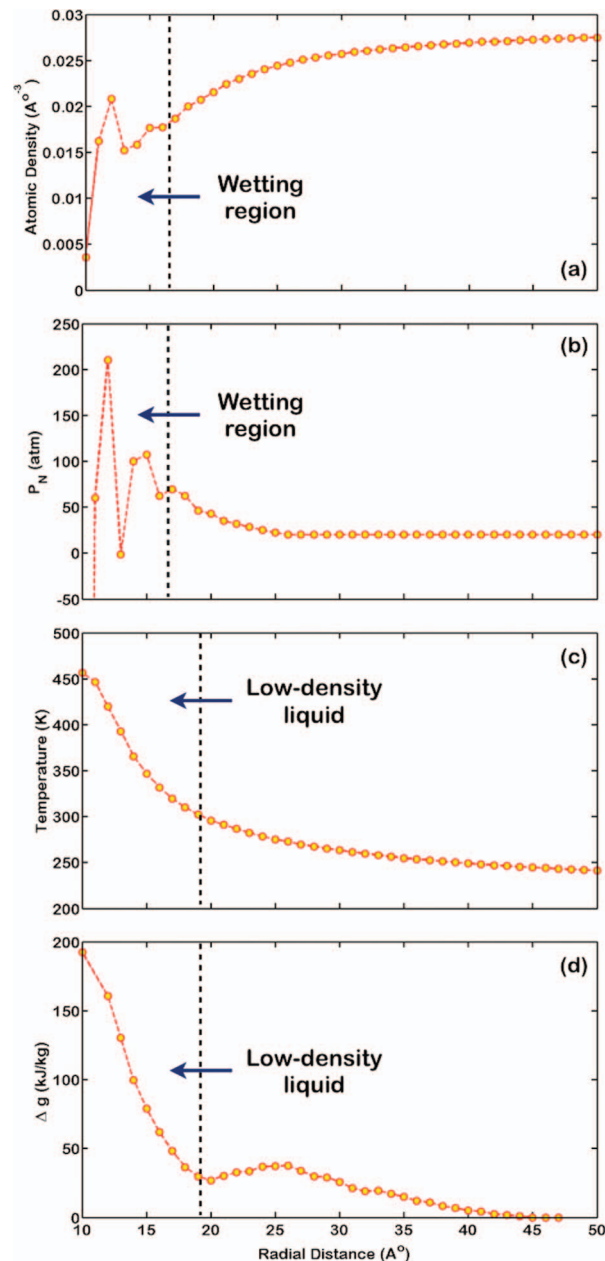 0.03
0.025
0.02
0.015
0.01
0.005
0
Atomic Density (A°⁻³)
Wetting
region
(a)
250
200
150
100
50
0
-50
P_N (atm)
Wetting
region
(b)
500
450
400
350
300
250
200
Temperature (K)
Low-density
liquid
(c)
200
150
100
50
0
Δ g (kJ/kg)
Low-density
liquid
(d)
10 15 20 25 30 35 40 45 50
Radial Distance (A°)